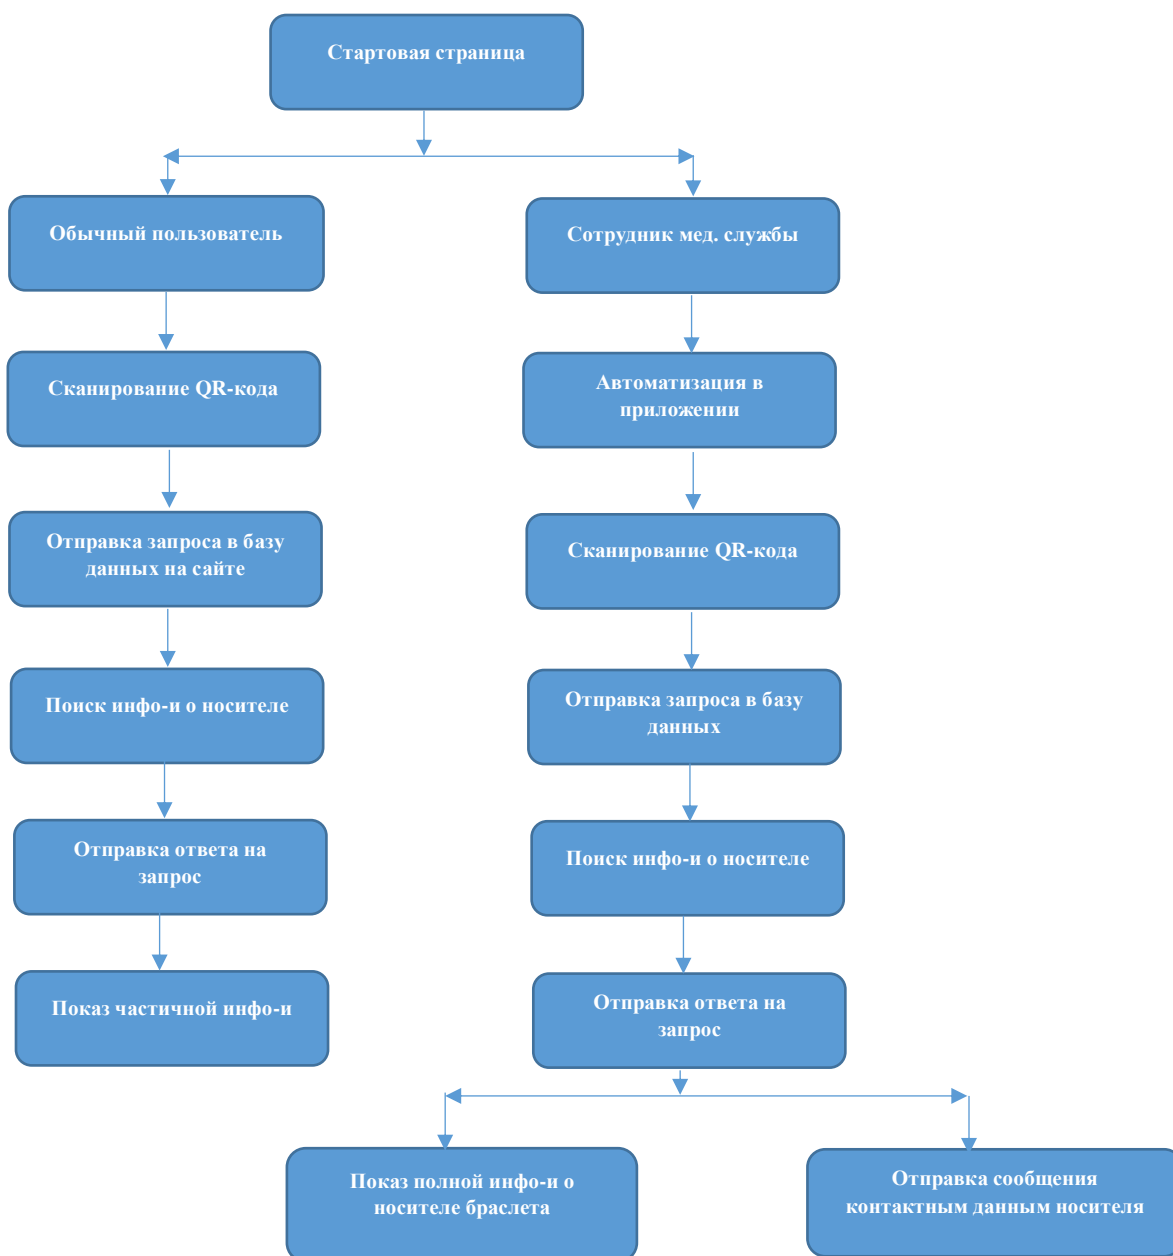 Стартовая страница
Обычный пользователь
Сотрудник мед. службы
Сканирование QR-кода
Автоматизация в
приложении
Отправка запроса в базу
данных на сайте
Сканирование QR-кода
Поиск инфо-и о носителе
Отправка запроса в базу
данных
Отправка ответа на
запрос
Поиск инфо-и о носителе
Показ частичной инфо-и
Отправка ответа на
запрос
Показ полной инфо-и о
носителе браслета
Отправка сообщения
контактным данным носителя